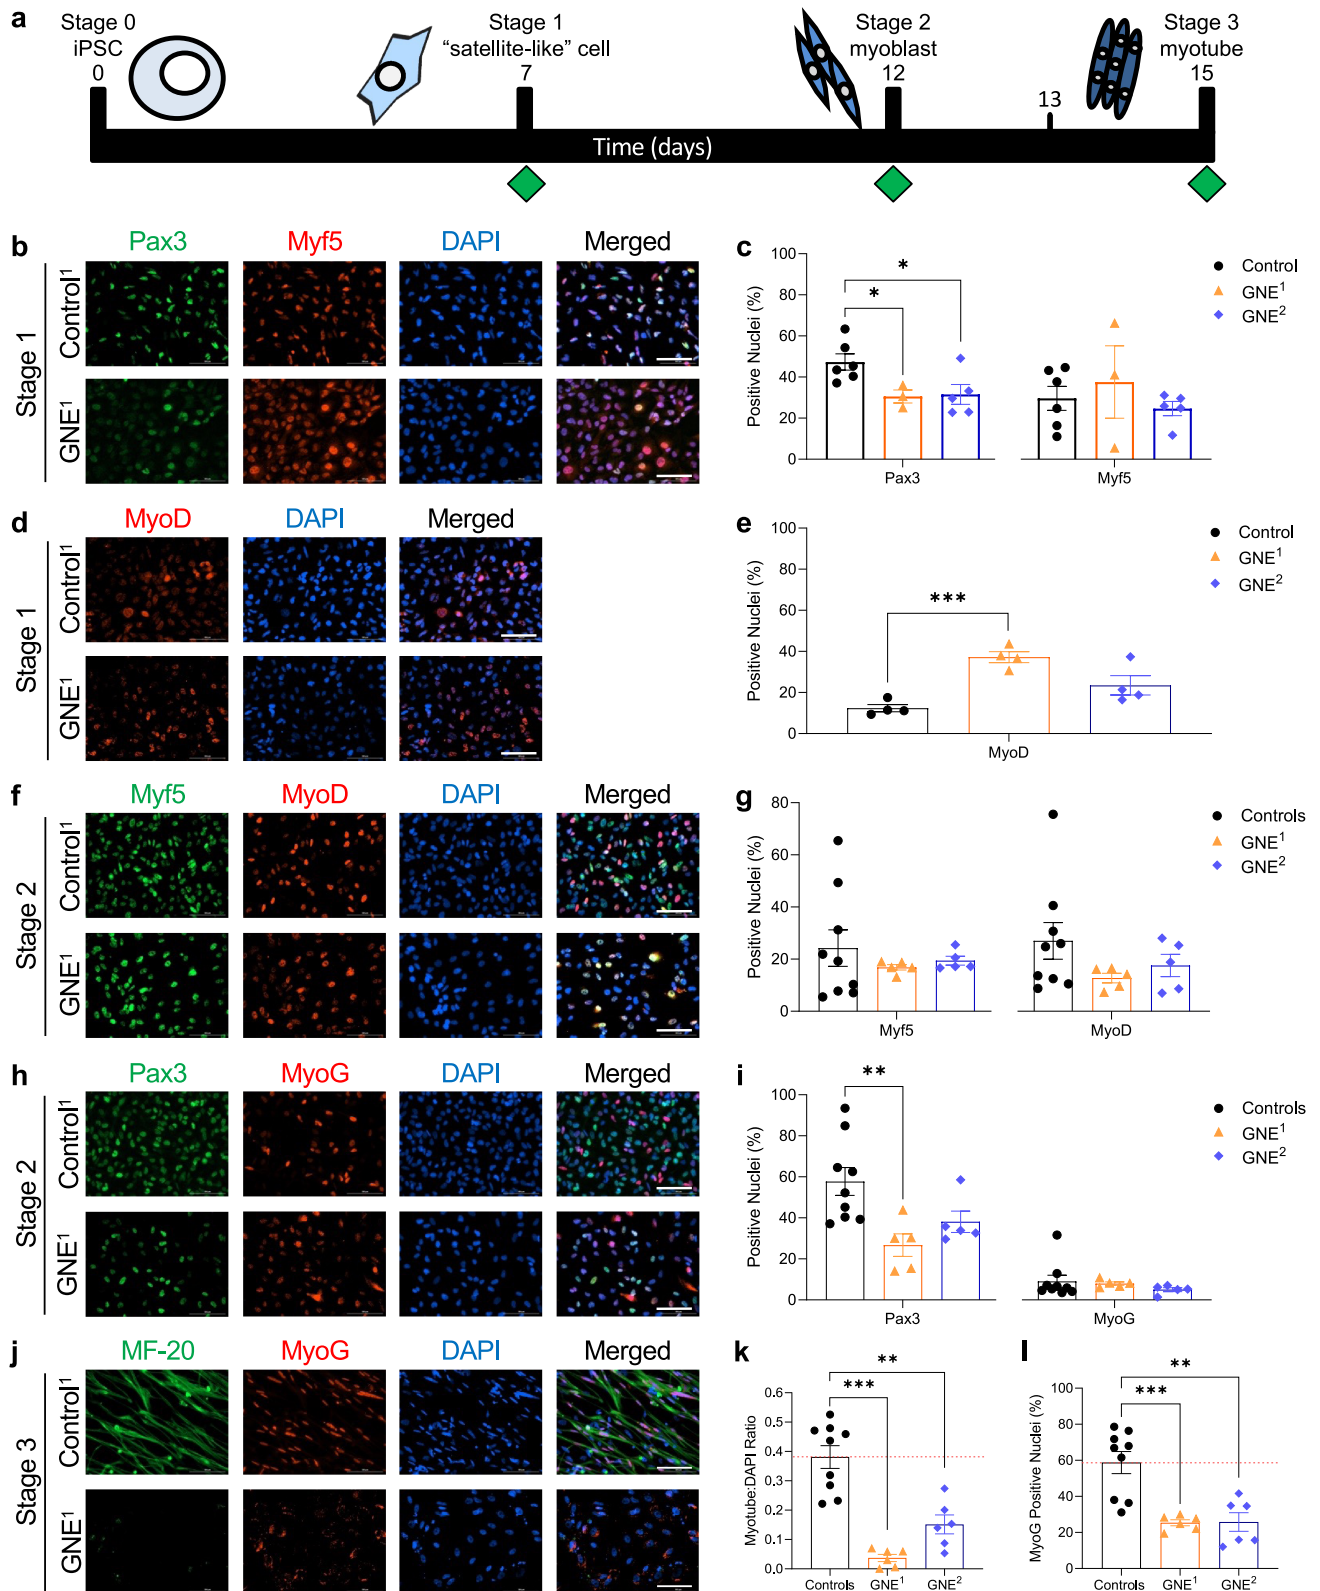 a
Stage 0
iPSC
0
Stage 1
“satellite-like” cell
7
Stage 2
myoblast
12
13
Stage 3
myotube
15
Time (days)
b
Pax3 Myf5 DAPI Merged
Stage 1
Control¹
GNE¹
c
Positive Nuclei (%)
100
80
60
40
20
0
* *
Pax3 Myf5
Control
GNE¹
GNE²
d
MyoD DAPI Merged
Stage 1
Control¹
GNE¹
e
Positive Nuclei (%)
100
80
60
40
20
0
***
MyoD
Control
GNE¹
GNE²
f
Myf5 MyoD DAPI Merged
Stage 2
Control¹
GNE¹
g
Positive Nuclei (%)
80
60
40
20
0
Myf5 MyoD
Controls
GNE¹
GNE²
h
Pax3 MyoG DAPI Merged
Stage 2
Control¹
GNE¹
i
Positive Nuclei (%)
100
80
60
40
20
0
**
Pax3 MyoG
Controls
GNE¹
GNE²
j
MF-20 MyoG DAPI Merged
Stage 3
Control¹
GNE¹
k
Myotube:DAPI Ratio
0.6
0.5
0.4
0.3
0.2
0.1
0.0
**
***
Controls GNE¹ GNE²
l
MyoG Positive Nuclei (%)
100
80
60
40
20
0
**
***
Controls GNE¹ GNE²